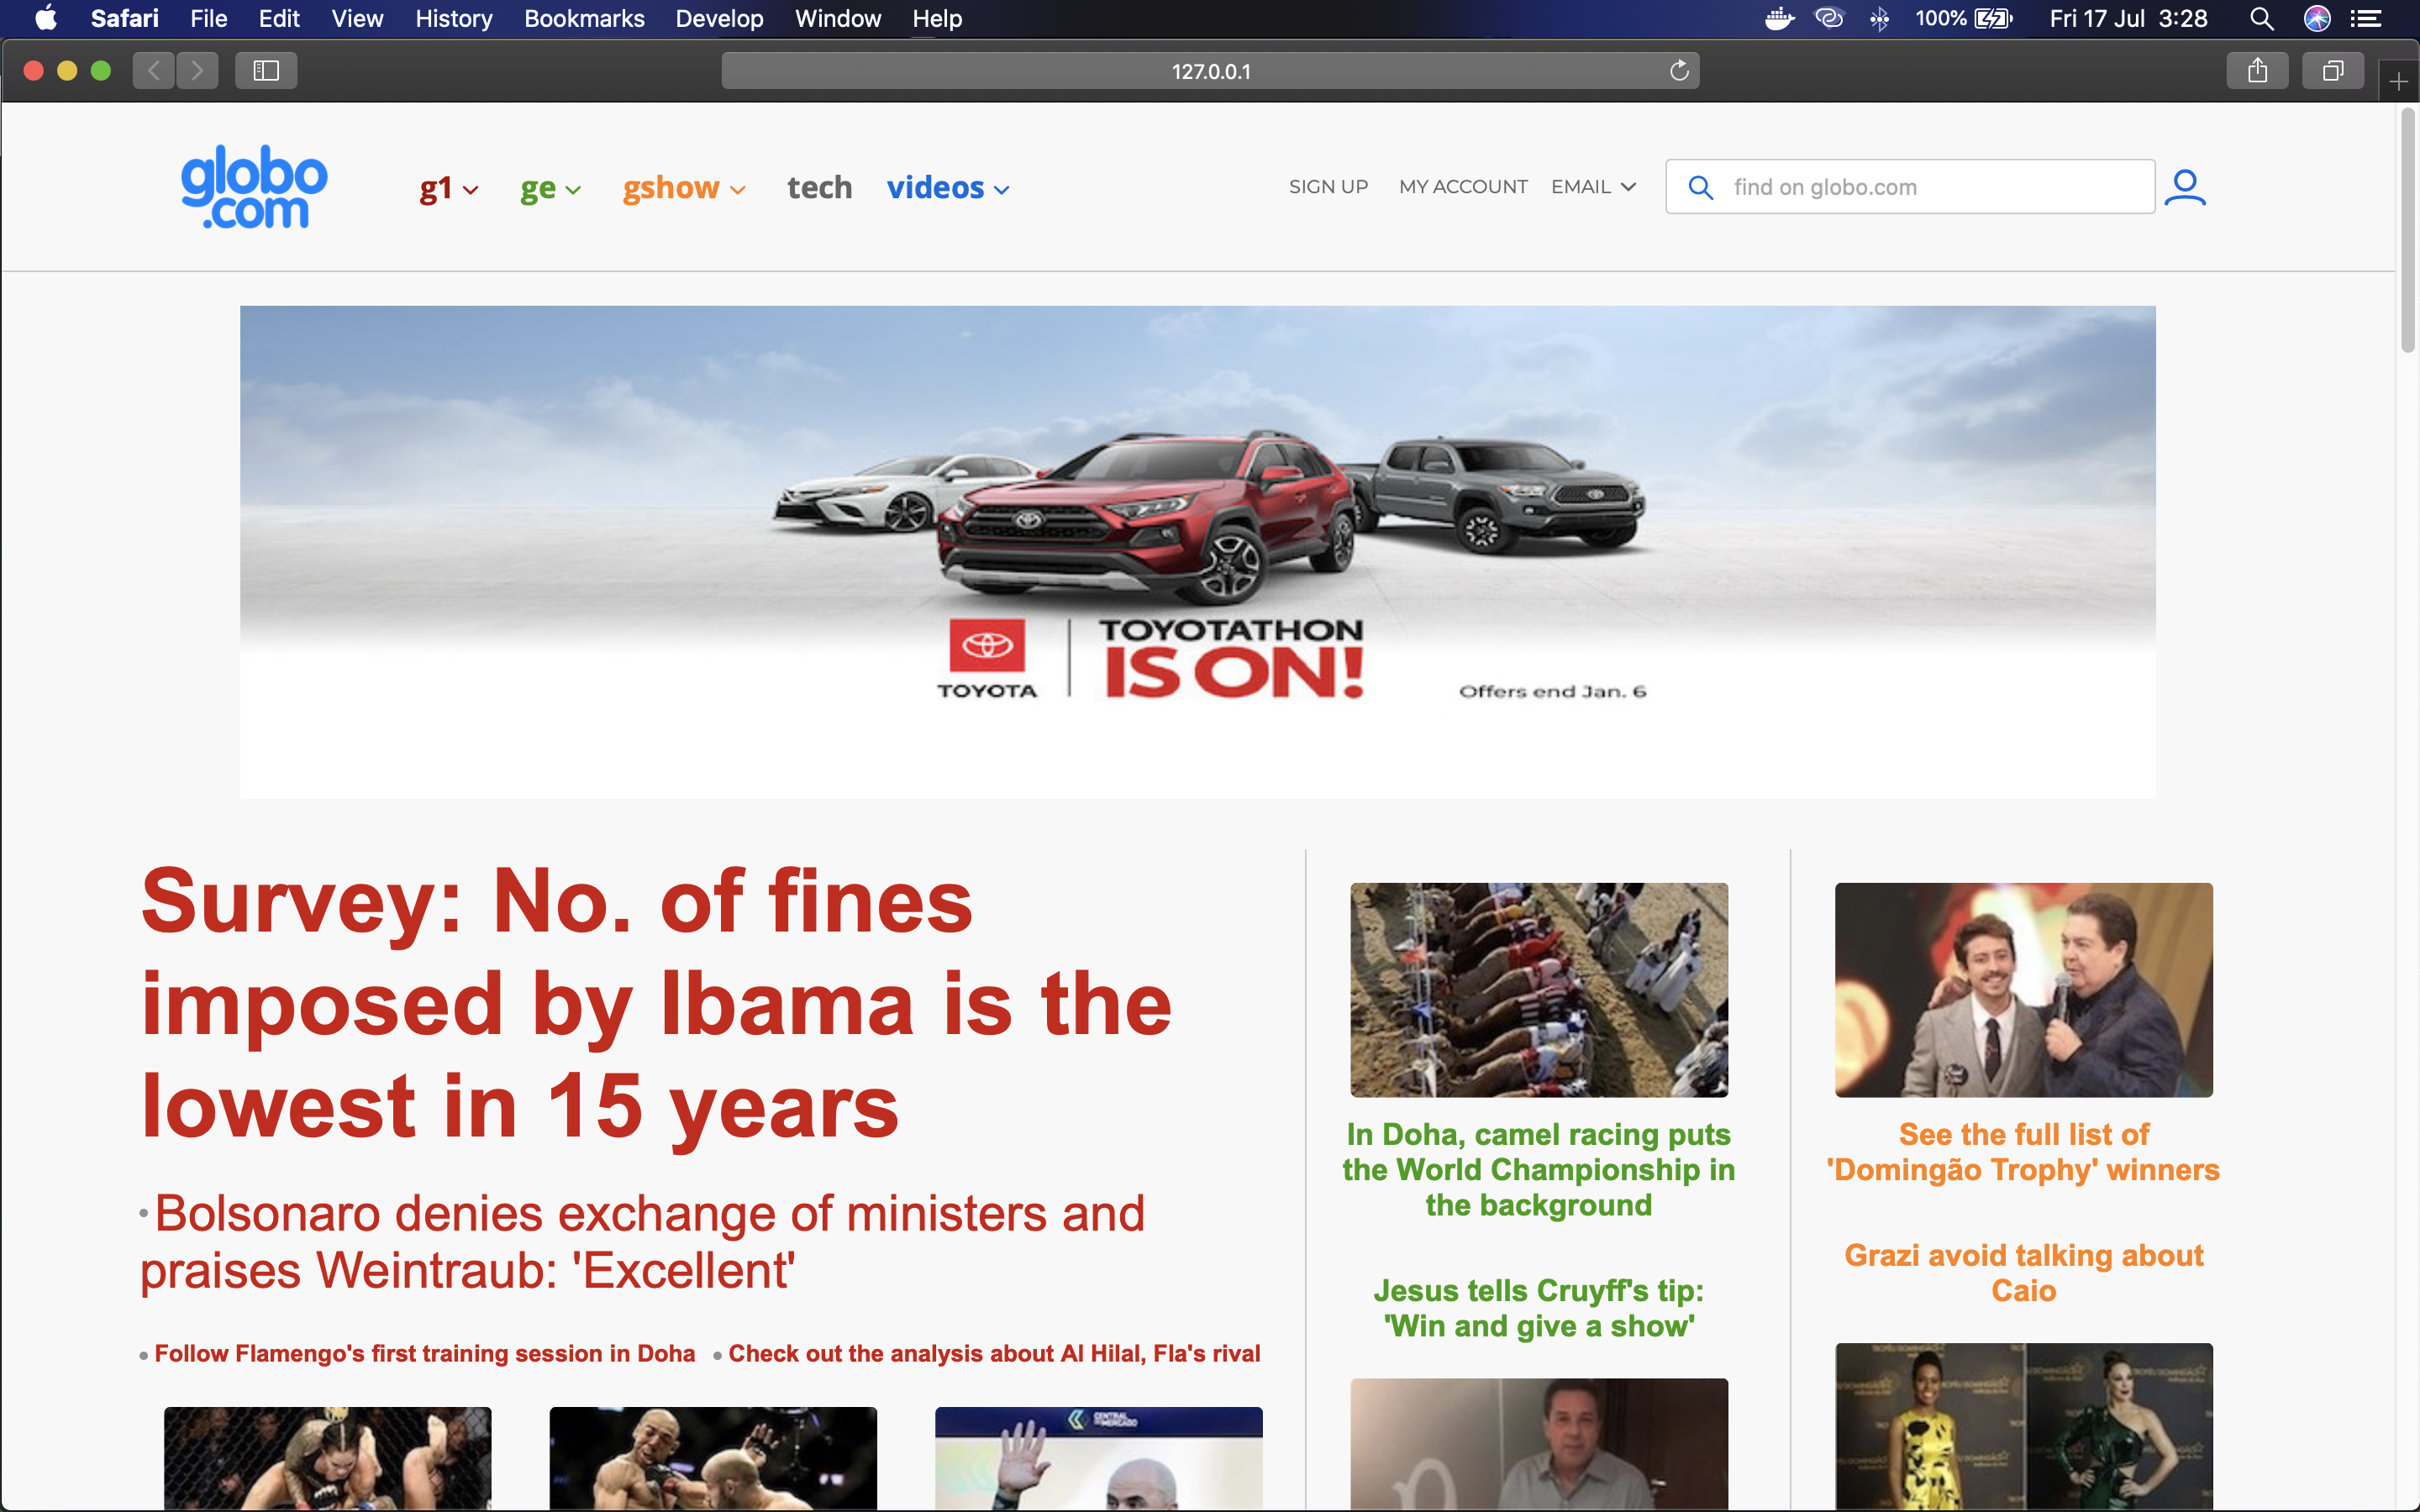 Safari File Edit View History Bookmarks Develop Window Help 100% Fri 17 Jul 3:28
127.0.0.1
globo
.com
g1 ge gshow tech videos SIGN UP MY ACCOUNT EMAIL find on globo.com
TOYOTA
TOYOTATHON
IS ON!
Offers end Jan. 6
Survey: No. of fines
imposed by Ibama is the
lowest in 15 years
Bolsonaro denies exchange of ministers and
praises Weintraub: 'Excellent'
Follow Flamengo's first training session in Doha
Check out the analysis about Al Hilal, Fla's rival
CENTRAL
DO MERCADO
In Doha, camel racing puts
the World Championship in
the background
Jesus tells Cruyff's tip:
'Win and give a show'
See the full list of
'Domingão Trophy' winners
Grazi avoid talking about
Caio